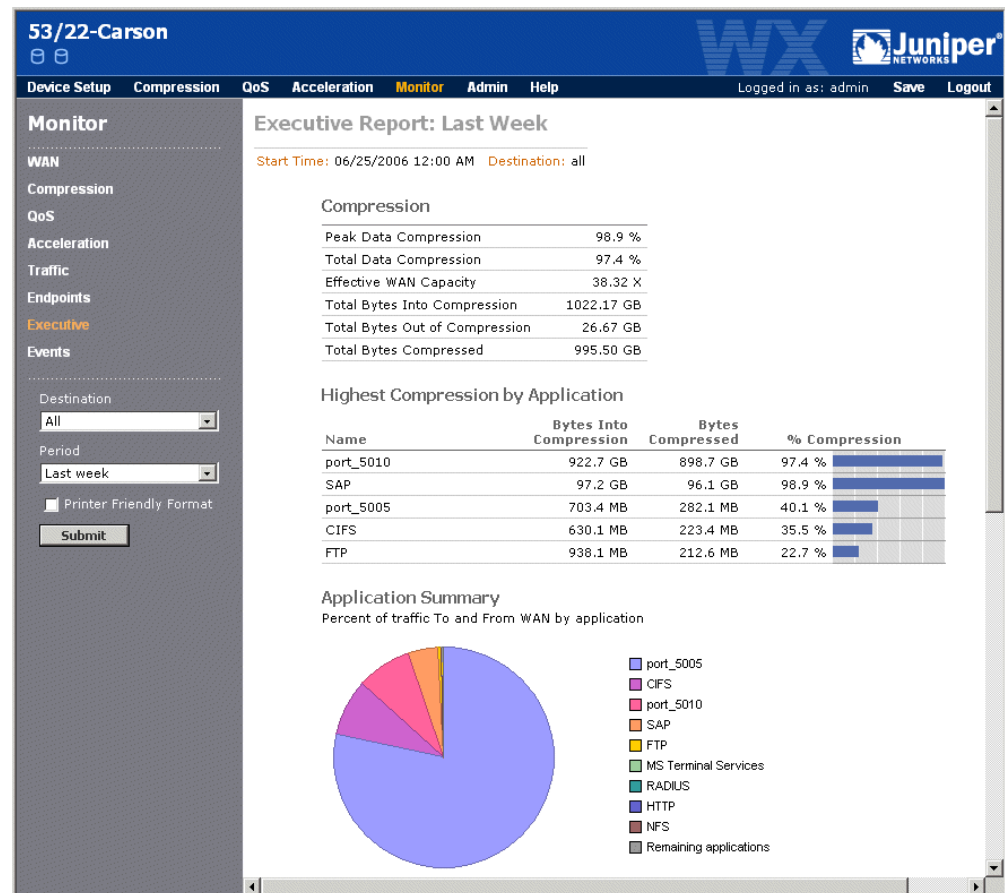 53/22-Carson
WX
Juniper®
NETWORKS
Device Setup Compression QoS Acceleration Monitor Admin Help Logged in as: admin Save Logout
Monitor
WAN
Compression
QoS
Acceleration
Traffic
Endpoints
Executive
Events
Destination
All
Period
Last week
Printer Friendly Format
Submit
Executive Report: Last Week
Start Time: 06/25/2006 12:00 AM Destination: all
Compression
Peak Data Compression 98.9 %
Total Data Compression 97.4 %
Effective WAN Capacity 38.32 X
Total Bytes Into Compression 1022.17 GB
Total Bytes Out of Compression 26.67 GB
Total Bytes Compressed 995.50 GB
Highest Compression by Application
Name Bytes Into Compression Bytes Compressed % Compression
port_5010 922.7 GB 898.7 GB 97.4 %
SAP 97.2 GB 96.1 GB 98.9 %
port_5005 703.4 MB 282.1 MB 40.1 %
CIFS 630.1 MB 223.4 MB 35.5 %
FTP 938.1 MB 212.6 MB 22.7 %
Application Summary
Percent of traffic To and From WAN by application
port_5005
CIFS
port_5010
SAP
FTP
MS Terminal Services
RADIUS
HTTP
NFS
Remaining applications